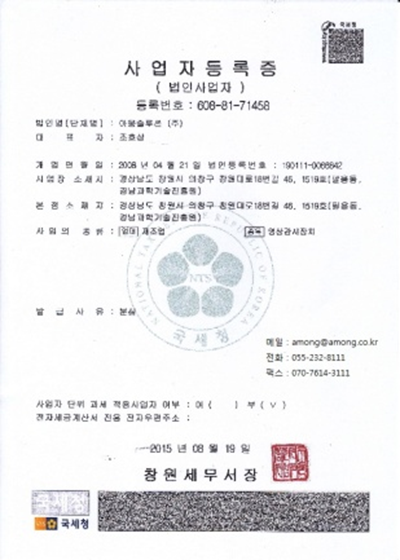 국세청
사업자등록증
( 법인사업자 )
등록번호 : 608-81-71458
법인명(단체명) : 아몽솔루션 (주)
대 표 자 : 조호상
개 업 연 월 일 : 2008 년 04 월 21 일 법인등록번호 : 190111-0066842
사업장 소재지 : 경상남도 창원시 의창구 창원대로18번길 46, 1519호(팔용동,
경남과학기술진흥원)
본 점 소 재 지 : 경상남도 창원시 의창구 창원대로18번길 46, 1519호(팔용동,
경남과학기술진흥원)
사 업 의 종 류 : 업태 제조업 종목 영상감시장치
NATIONAL TAX SERVICE REPUBLIC OF KOREA
NTS
국세청
발 급 사 유 :
메일 : among@among.co.kr
전화 : 055-232-8111
팩스 : 070-7614-3111
사업자 단위 과세 적용사업자 여부 : 여 ( ) 부 ( v )
전자세금계산서 전용 전자우편주소 :
2015 년 08 월 19 일
창원세무서장
국세청
국세청